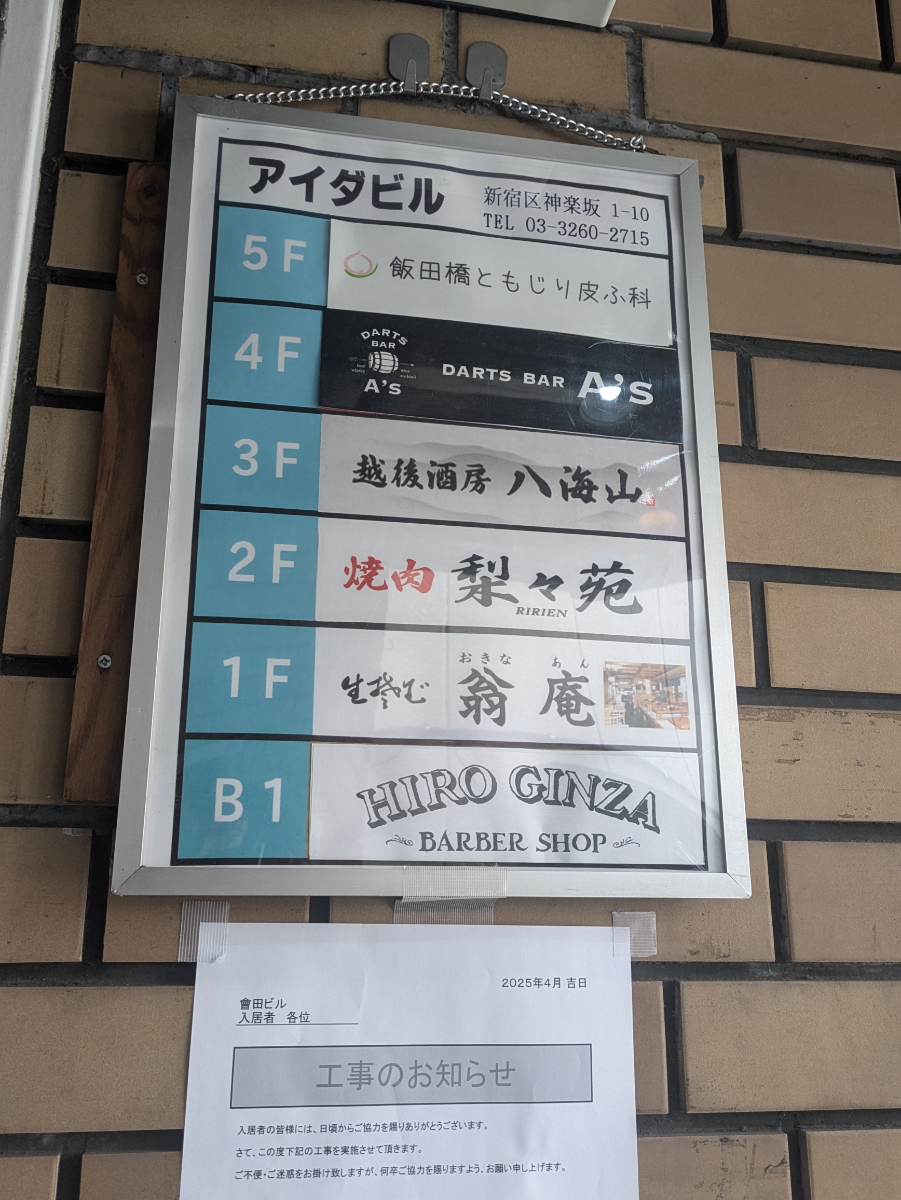 アイダビル
新宿区神楽坂 1-10
TEL 03-3260-2715
5F
飯田橋ともじり皮ふ科
4F
DARTS
BAR
A's
DARTS BAR A's
3F
越後酒房 八海山
2F
焼肉 梨々苑
RIRIEN
1F
おきな あん
生そば 翁庵
B1
HIRO GINZA
BARBER SHOP
2025年4月 吉日
會田ビル
入居者 各位
工事のお知らせ
入居者の皆様には、日頃からご協力を賜りありがとうございます。
さて、この度下記の工事を実施させて頂きます。
ご不便・ご迷惑をお掛け致しますが、何卒ご協力を賜りますよう、お願い申し上げます。